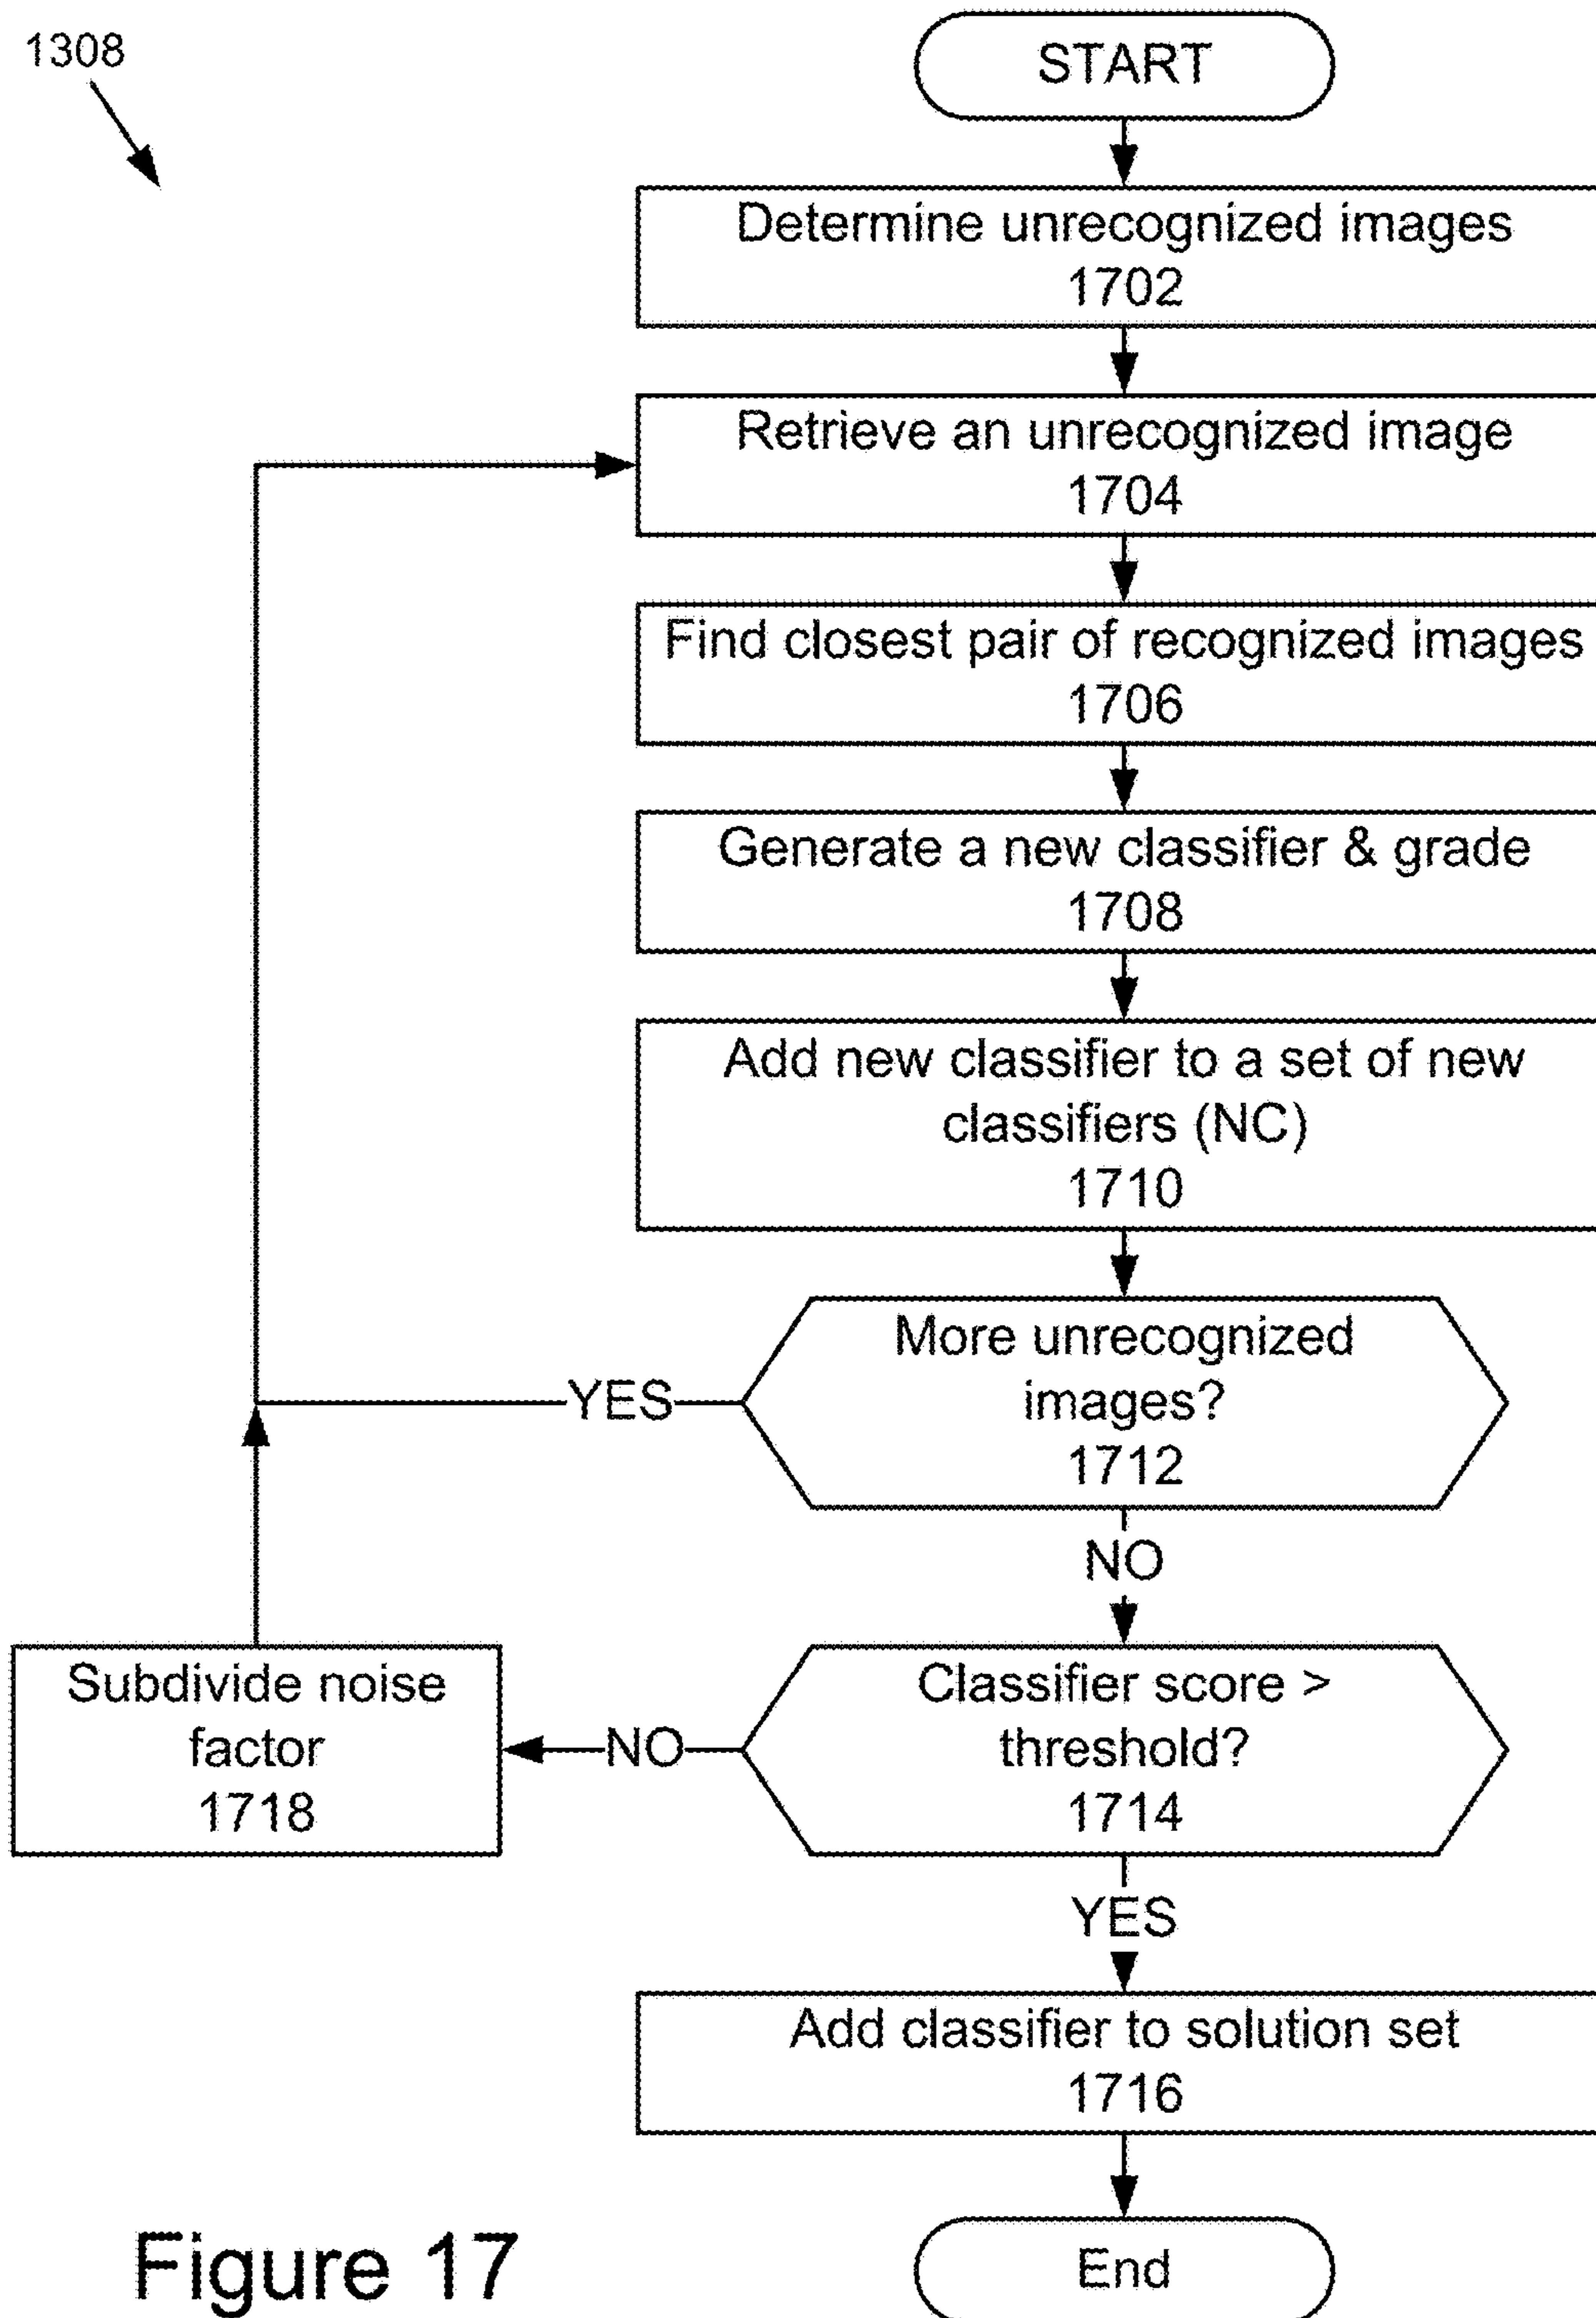 1308
START
Determine unrecognized images
1702
Retrieve an unrecognized image
1704
Find closest pair of recognized images
1706
Generate a new classifier & grade
1708
Add new classifier to a set of new
classifiers (NC)
1710
More unrecognized
images?
1712
YES
NO
Classifier score >
threshold?
1714
NO
Subdivide noise
factor
1718
YES
Add classifier to solution set
1716
End
Figure 17